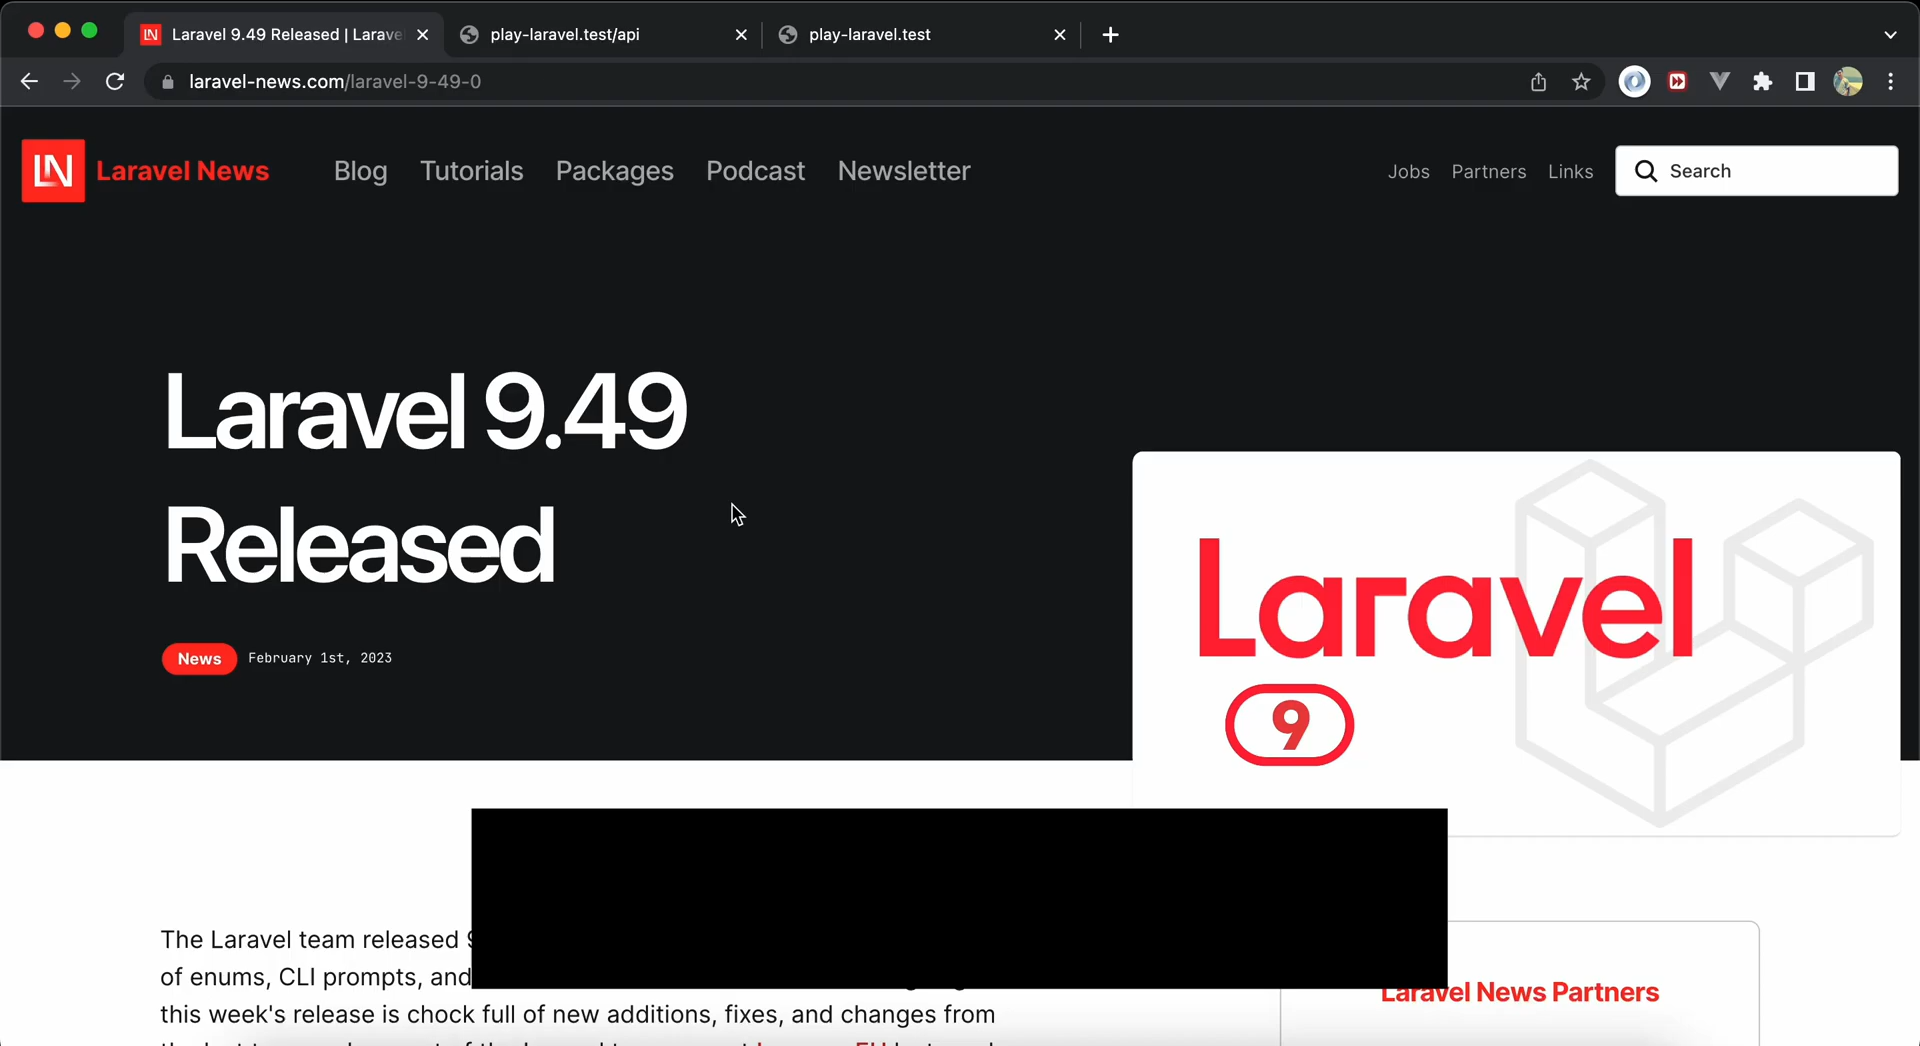 Laravel 9.49 Released | Larave
play-laravel.test/api
play-laravel.test
laravel-news.com/laravel-9-49-0
LN Laravel News Blog Tutorials Packages Podcast Newsletter Jobs Partners Links Search
Laravel 9.49
Released
News February 1st, 2023
Laravel
9
The Laravel team released
of enums, CLI prompts, and
this week's release is chock full of new additions, fixes, and changes from
Laravel News Partners